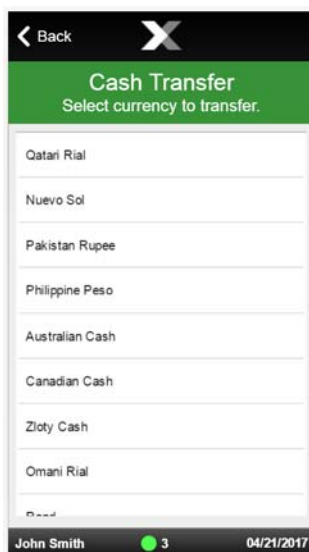 Back
Cash Transfer
Select currency to transfer.
Qatari Rial
Nuevo Sol
Pakistan Rupee
Philippine Peso
Australian Cash
Canadian Cash
Zloty Cash
Omani Rial
John Smith 3 04/21/2017